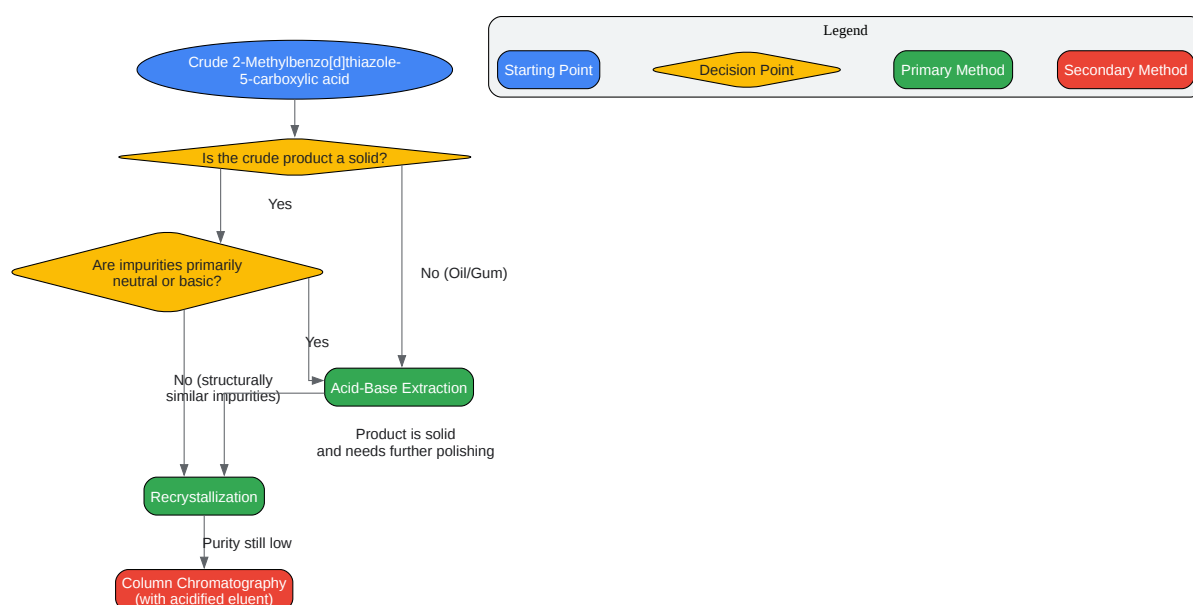 Legend
Starting Point
Decision Point
Primary Method
Secondary Method
Crude 2-Methylbenzo[d]thiazole-
5-carboxylic acid
Is the crude product a solid?
Yes
Are impurities primarily
neutral or basic?
No (Oil/Gum)
Yes
No (structurally
similar impurities)
Acid-Base Extraction
Product is solid
and needs further polishing
Recrystallization
Purity still low
Column Chromatography
(with acidified eluent)